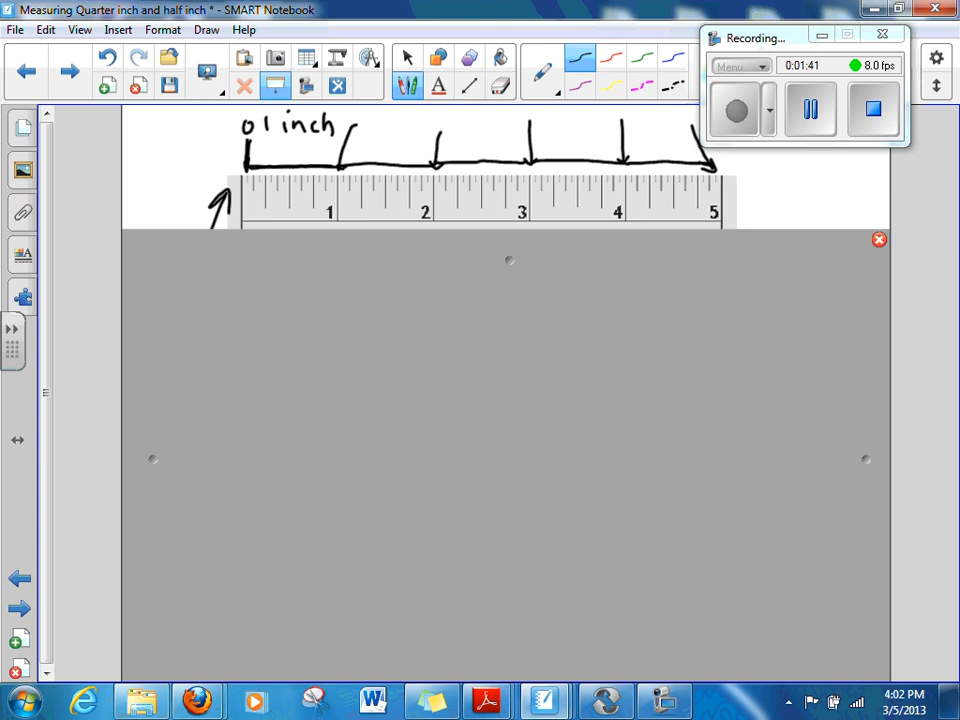 Measuring Quarter inch and half inch * - SMART Notebook
File Edit View Insert Format Draw Help
Recording...
Menu 0:01:41 8.0 fps
0 1 inch
1 2 3 4 5
4:02 PM
3/5/2013